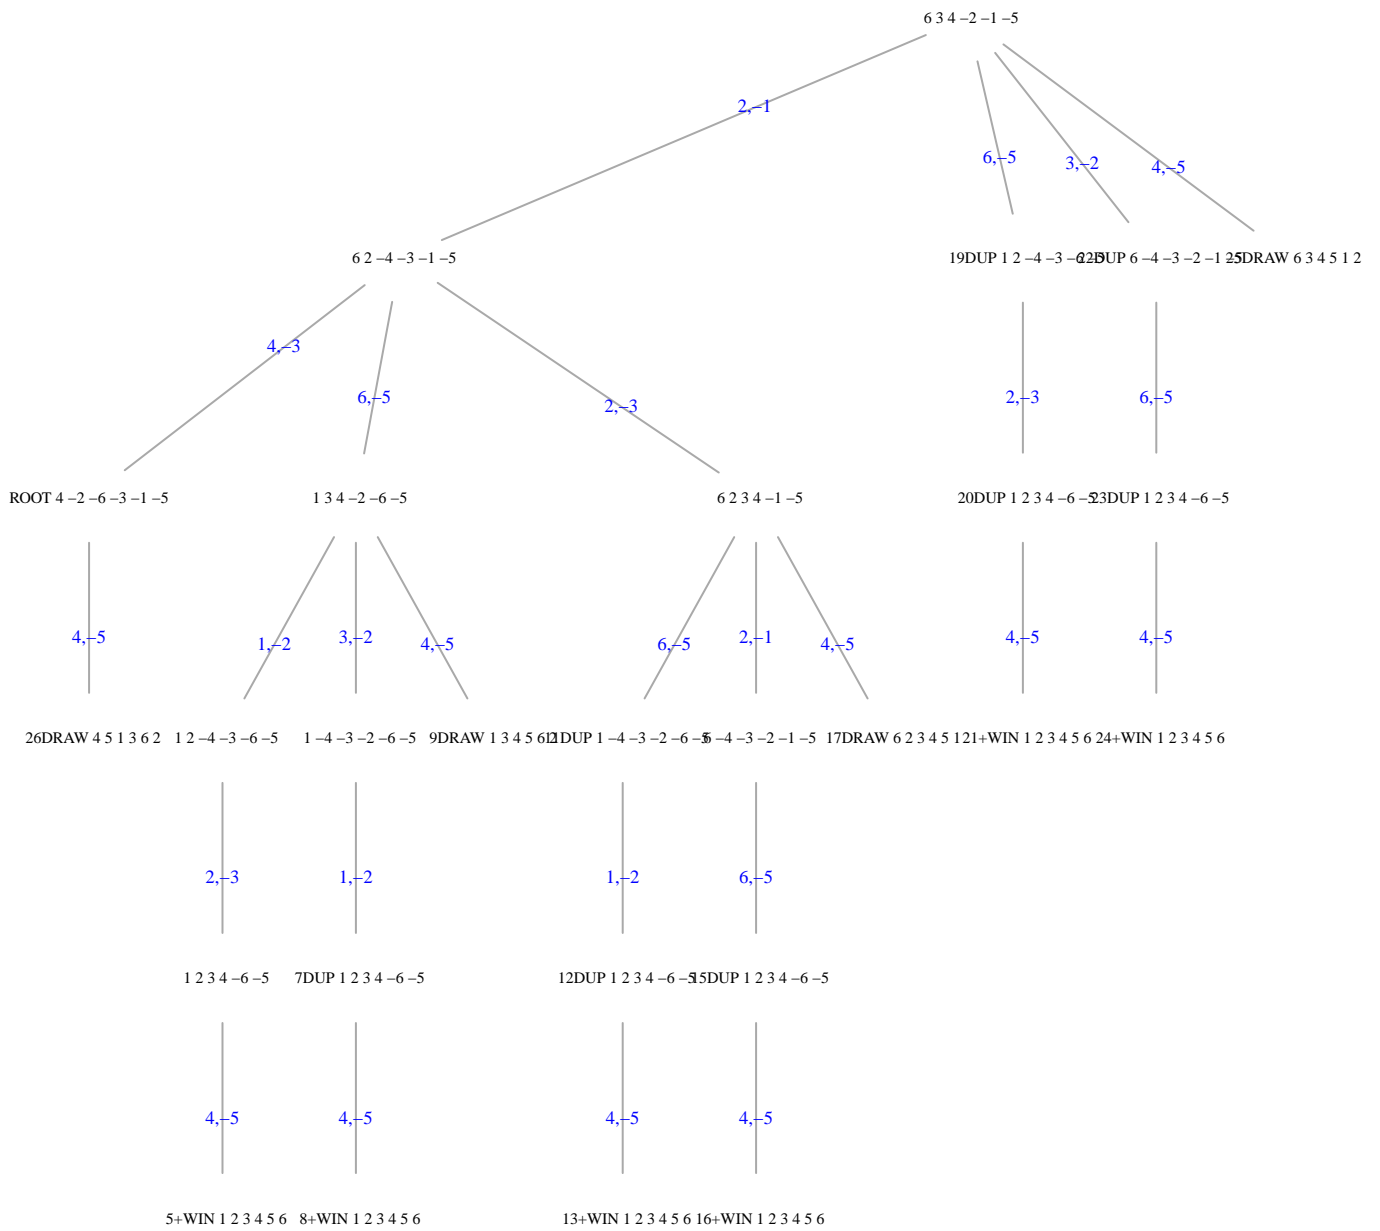 6 3 4 –2 –1 –5
2,–1
6,–5
3,–2
4,–5
6 2 –4 –3 –1 –5
19DUP 1 2 –4 –3 –6 –5
22DUP 6 –4 –3 –2 –1 –5
25DRAW 6 3 4 5 1 2
4,–3
6,–5
2,–3
2,–3
6,–5
ROOT 4 –2 –6 –3 –1 –5
1 3 4 –2 –6 –5
6 2 3 4 –1 –5
20DUP 1 2 3 4 –6 –5
23DUP 1 2 3 4 –6 –5
4,–5
1,–2
3,–2
4,–5
6,–5
2,–1
4,–5
4,–5
4,–5
26DRAW 4 5 1 3 6 2
1 2 –4 –3 –6 –5
1 –4 –3 –2 –6 –5
9DRAW 1 3 4 5 6 2
11DUP 1 –4 –3 –2 –6 –5
6 –4 –3 –2 –1 –5
17DRAW 6 2 3 4 5 1
21+WIN 1 2 3 4 5 6
24+WIN 1 2 3 4 5 6
2,–3
1,–2
1,–2
6,–5
1 2 3 4 –6 –5
7DUP 1 2 3 4 –6 –5
12DUP 1 2 3 4 –6 –5
15DUP 1 2 3 4 –6 –5
4,–5
4,–5
4,–5
4,–5
5+WIN 1 2 3 4 5 6
8+WIN 1 2 3 4 5 6
13+WIN 1 2 3 4 5 6
16+WIN 1 2 3 4 5 6